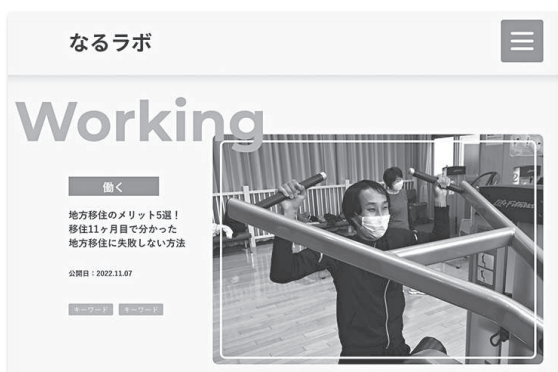 なるラボ
Working
働く
地方移住のメリット5選！
移住11ヶ月目で分かった
地方移住に失敗しない方法
公開日：2022.11.07
キーワード キーワード